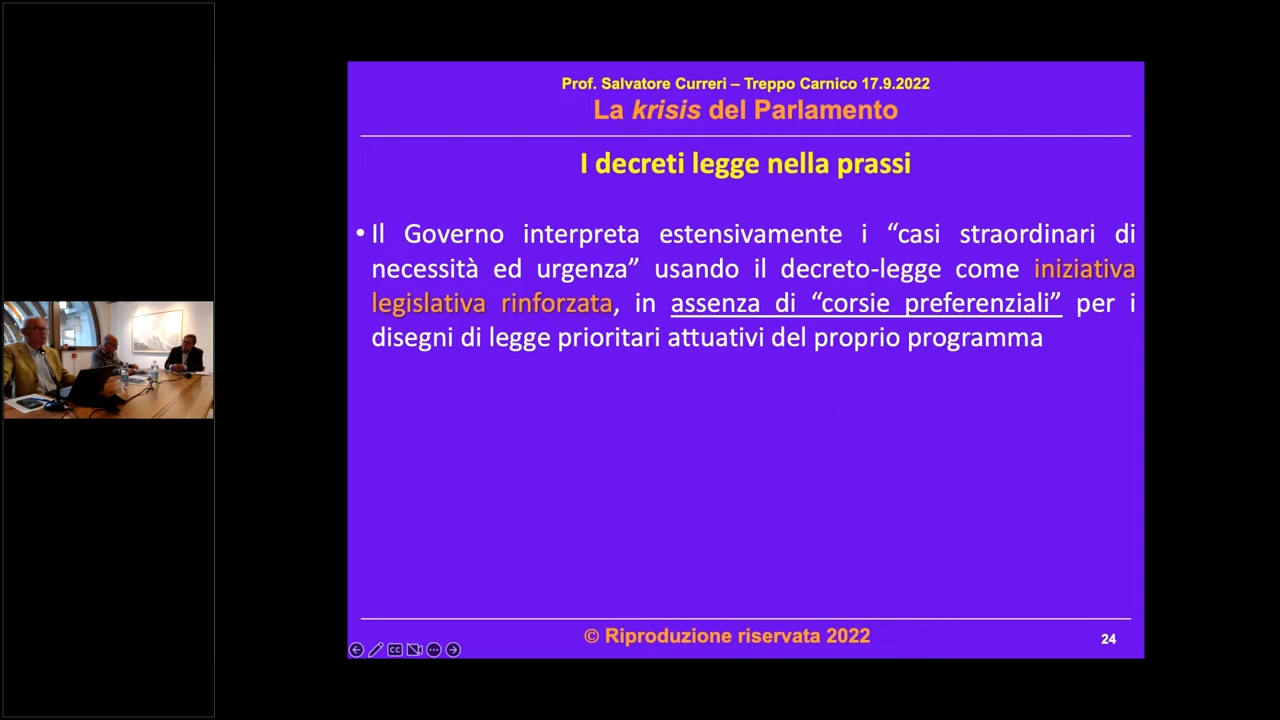 Prof. Salvatore Curreri – Treppo Carnico 17.9.2022
La krisis del Parlamento
I decreti legge nella prassi
• Il Governo interpreta estensivamente i “casi straordinari di
necessità ed urgenza” usando il decreto-legge come iniziativa
legislativa rinforzata, in assenza di “corsie preferenziali” per i
disegni di legge prioritari attuativi del proprio programma
© Riproduzione riservata 2022
24
CC